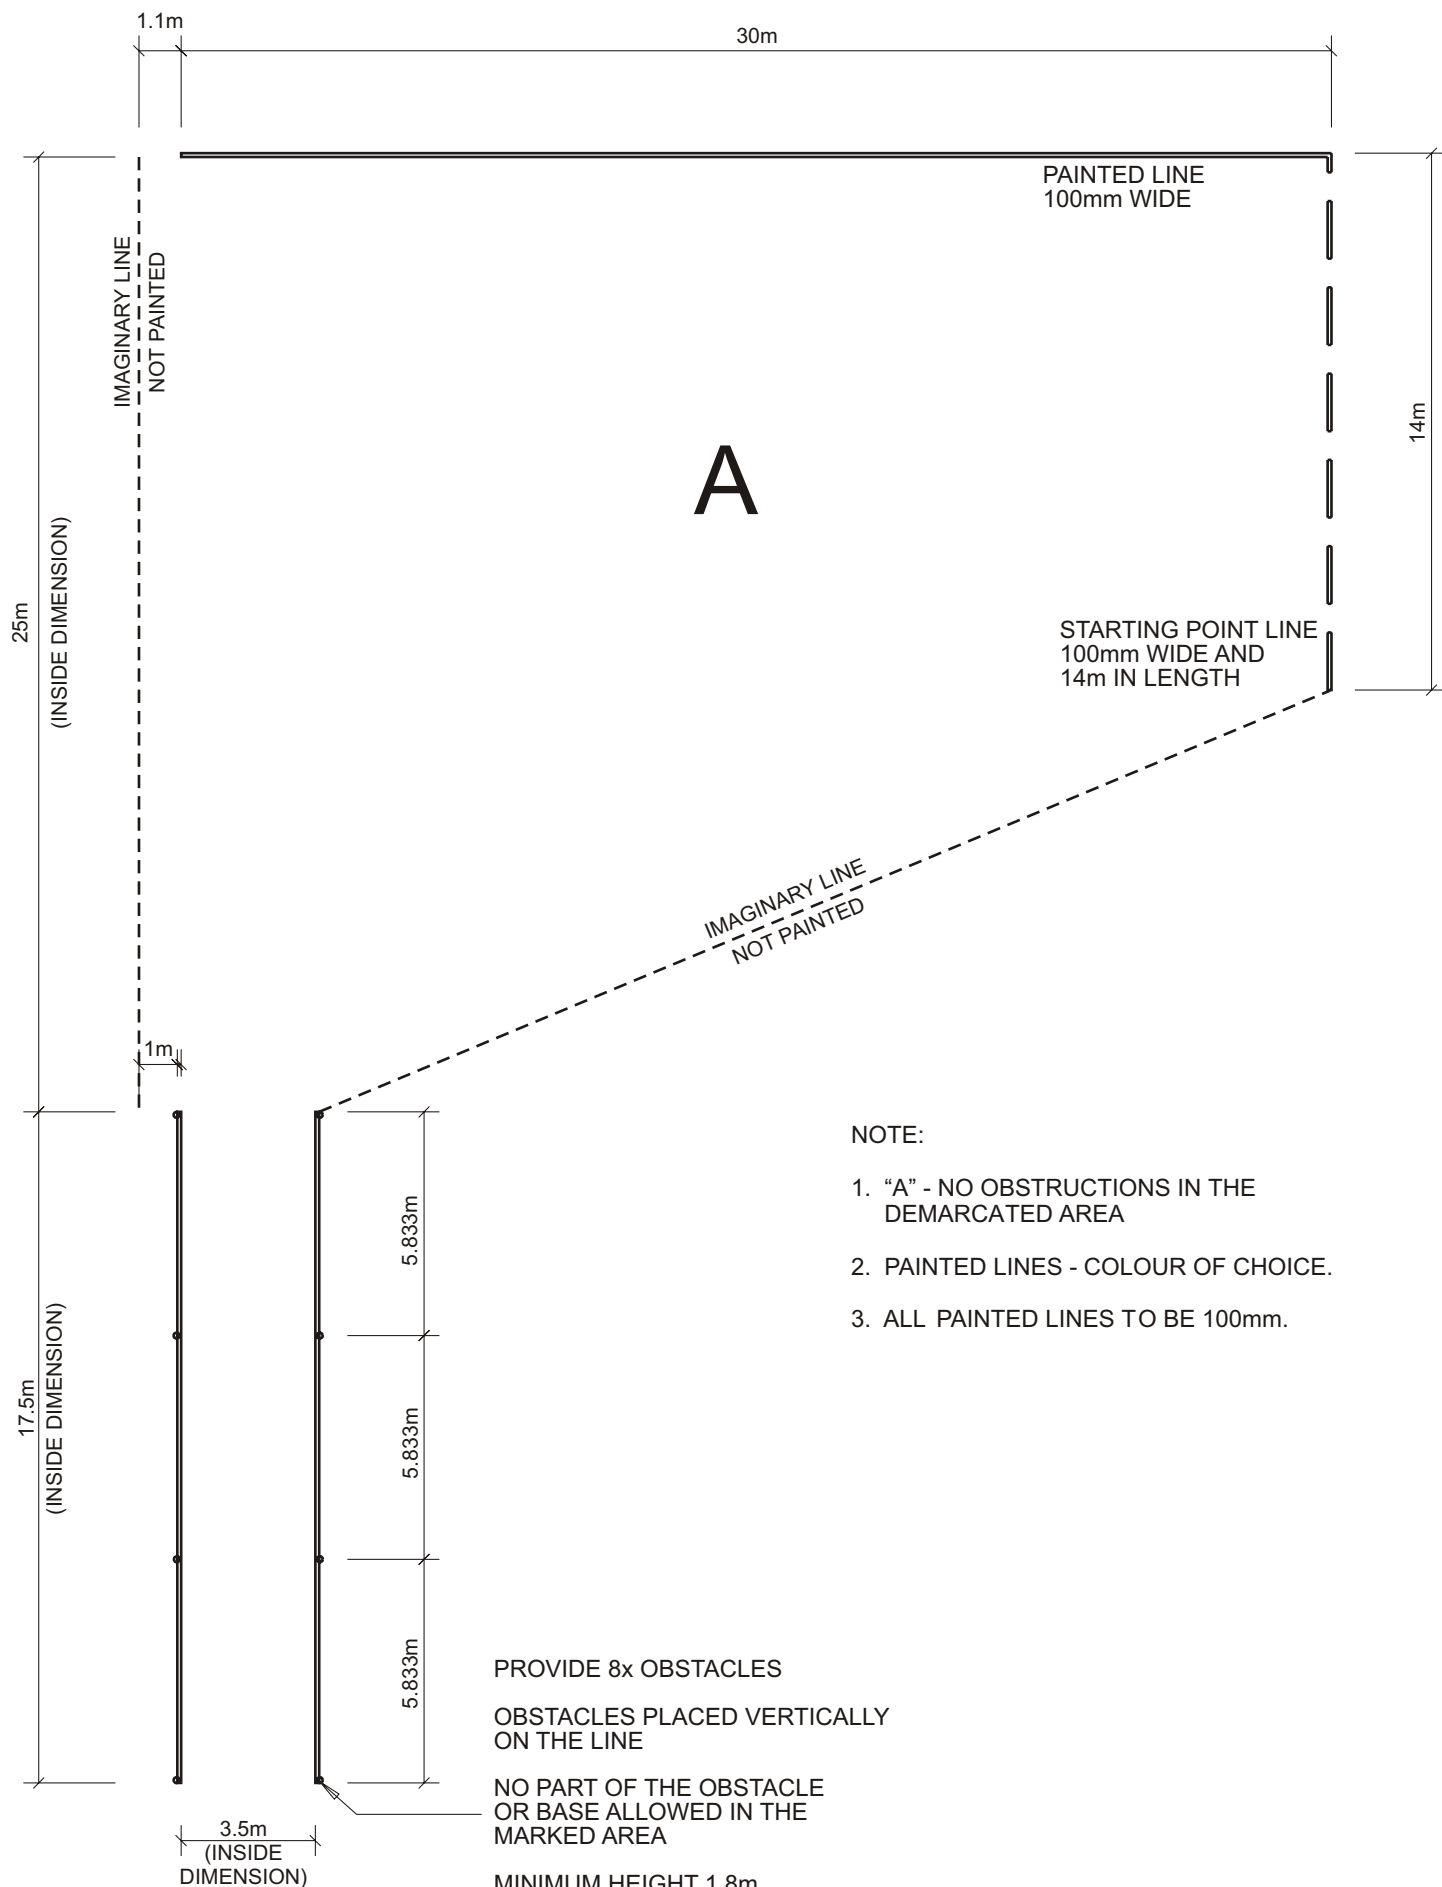 1.1m
30m
PAINTED LINE
100mm WIDE
IMAGINARY LINE
NOT PAINTED
14m
A
25m
(INSIDE DIMENSION)
STARTING POINT LINE
100mm WIDE AND
14m IN LENGTH
IMAGINARY LINE
NOT PAINTED
1m
NOTE:
1. “A” - NO OBSTRUCTIONS IN THE
DEMARCATED AREA
2. PAINTED LINES - COLOUR OF CHOICE.
3. ALL PAINTED LINES TO BE 100mm.
5.833m
17.5m
(INSIDE DIMENSION)
5.833m
5.833m
PROVIDE 8x OBSTACLES
OBSTACLES PLACED VERTICALLY
ON THE LINE
NO PART OF THE OBSTACLE
OR BASE ALLOWED IN THE
MARKED AREA
3.5m
(INSIDE
DIMENSION)
MINIMUM HEIGHT 1.8m